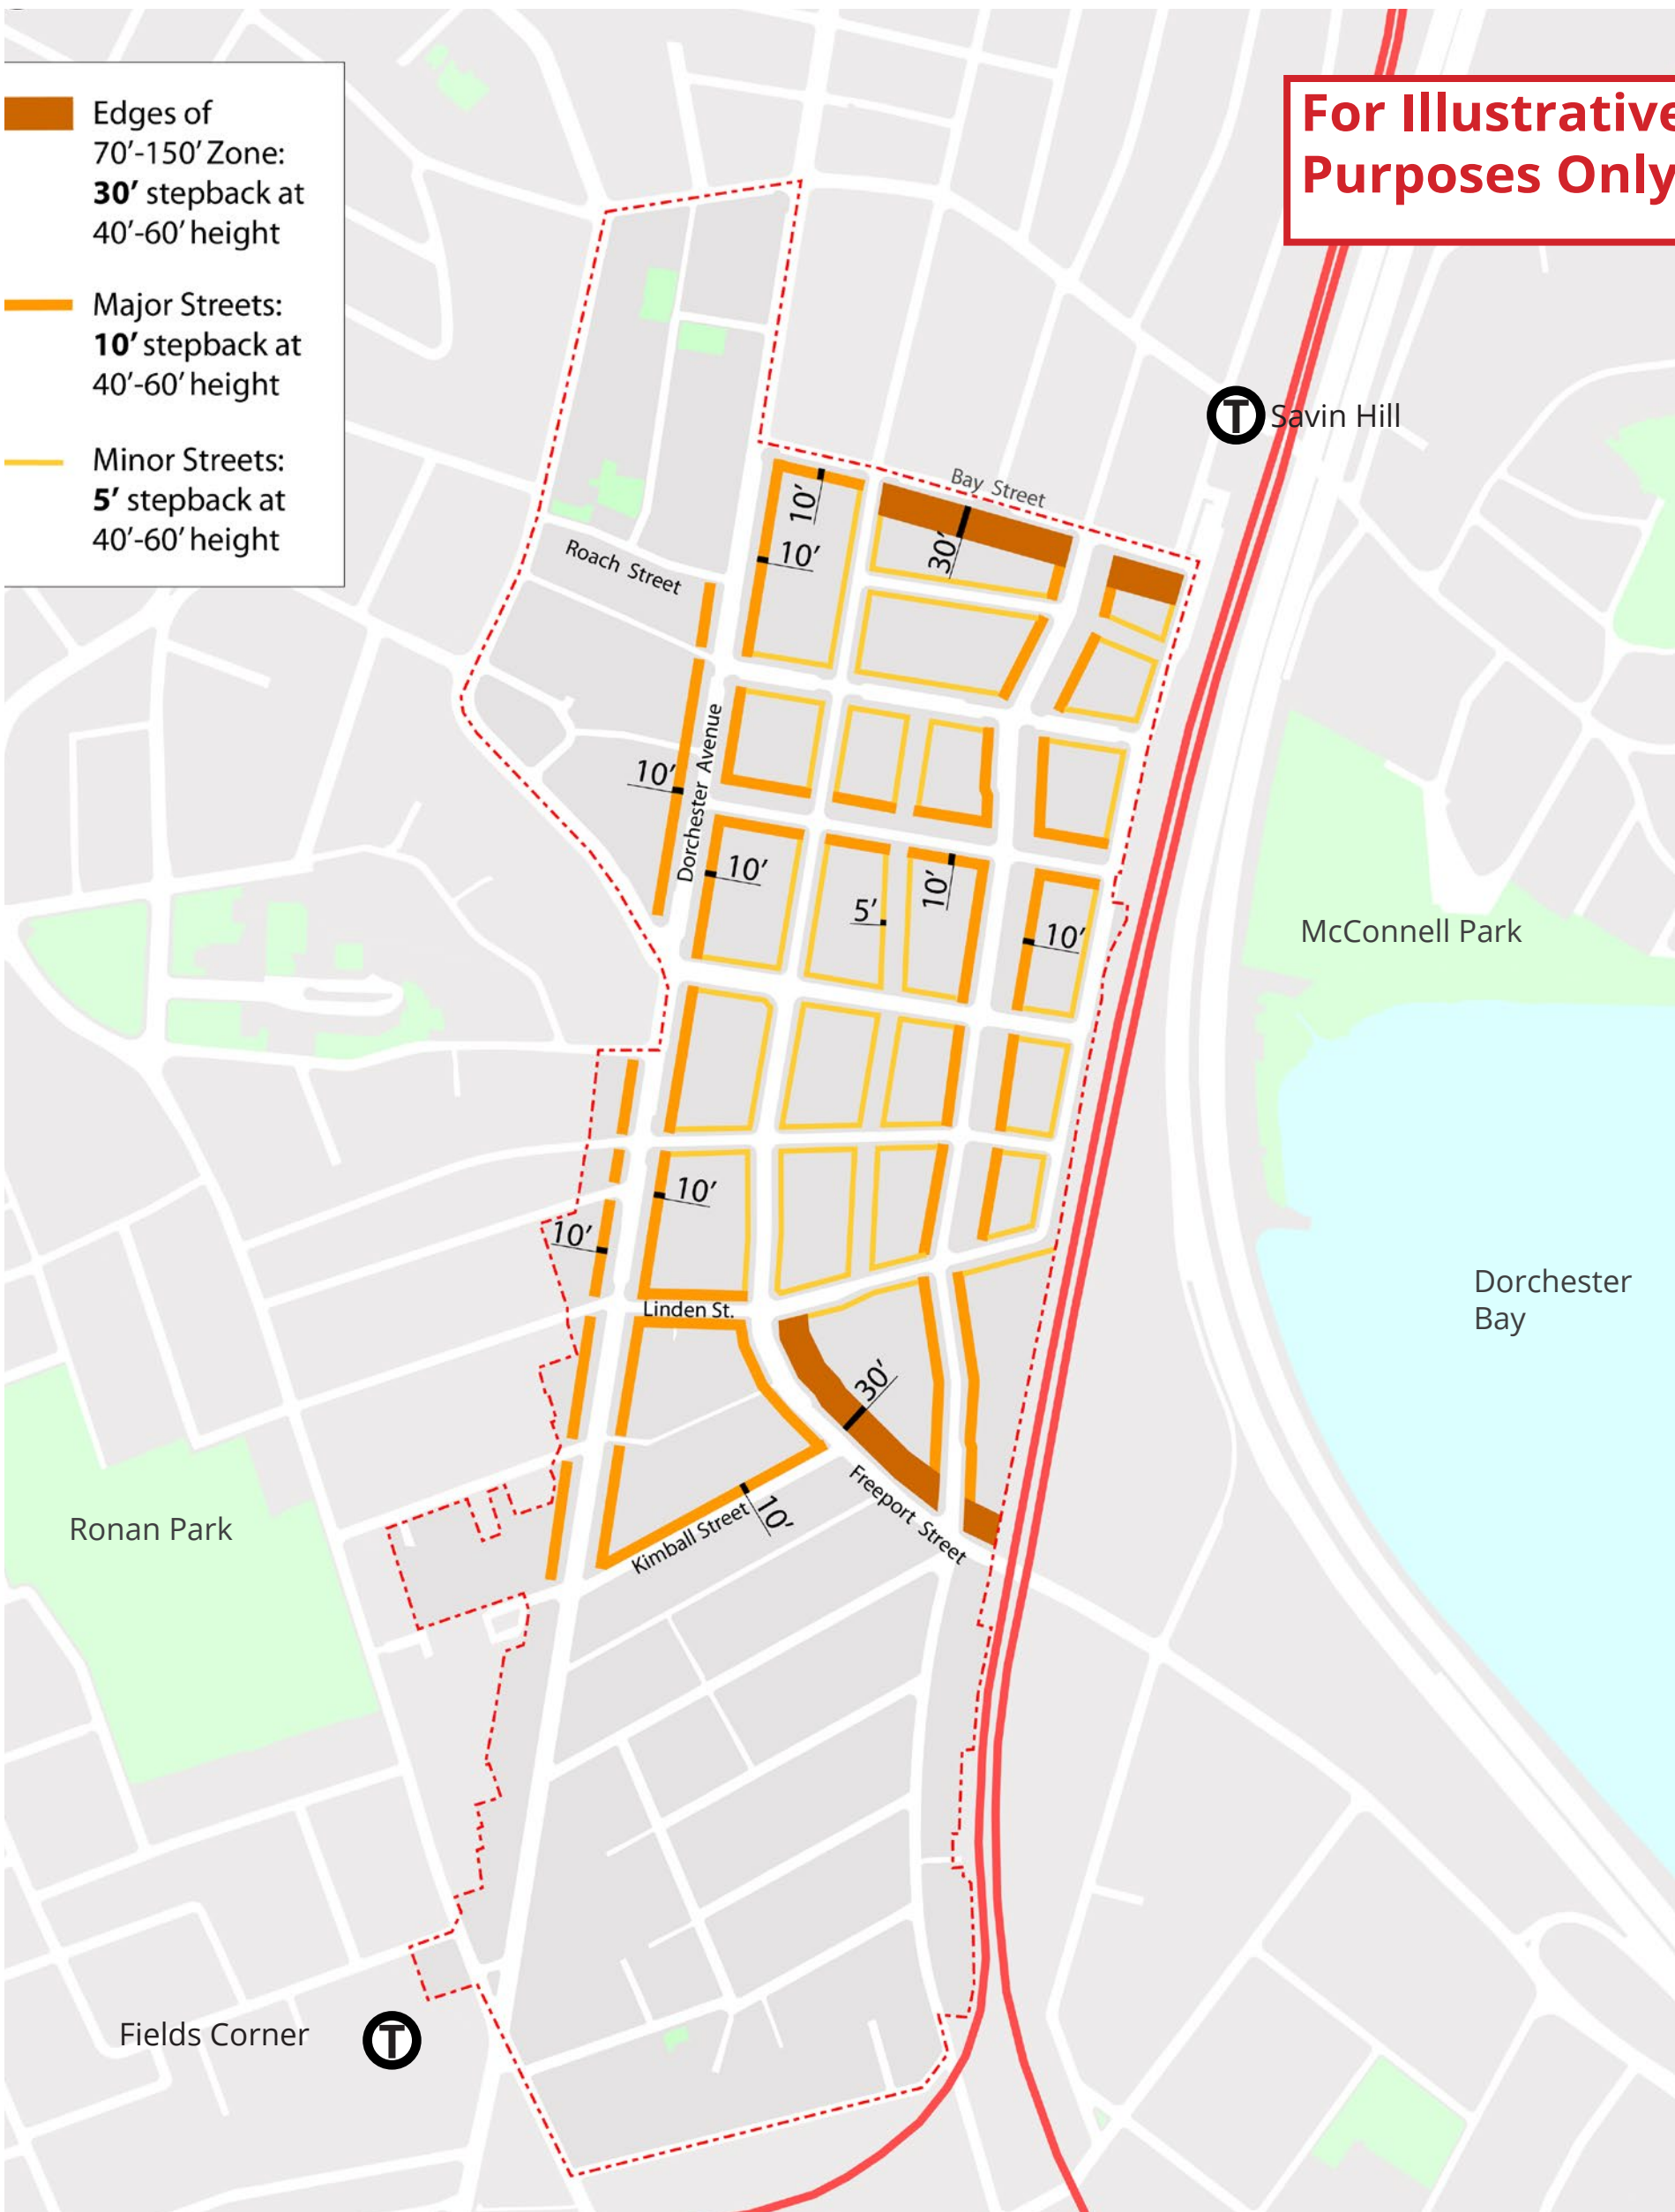 Edges of
70'-150' Zone:
30' stepback at
40'-60' height
Major Streets:
10' stepback at
40'-60' height
Minor Streets:
5' stepback at
40'-60' height
For Illustrative
Purposes Only
T Savin Hill
Bay Street
10'
10'
30'
Roach Street
10'
Dorchester Avenue
10'
5'
10'
10'
McConnell Park
10'
10'
Linden St.
Dorchester
Bay
30'
Freeport Street
10'
Kimball Street
Ronan Park
Fields Corner T